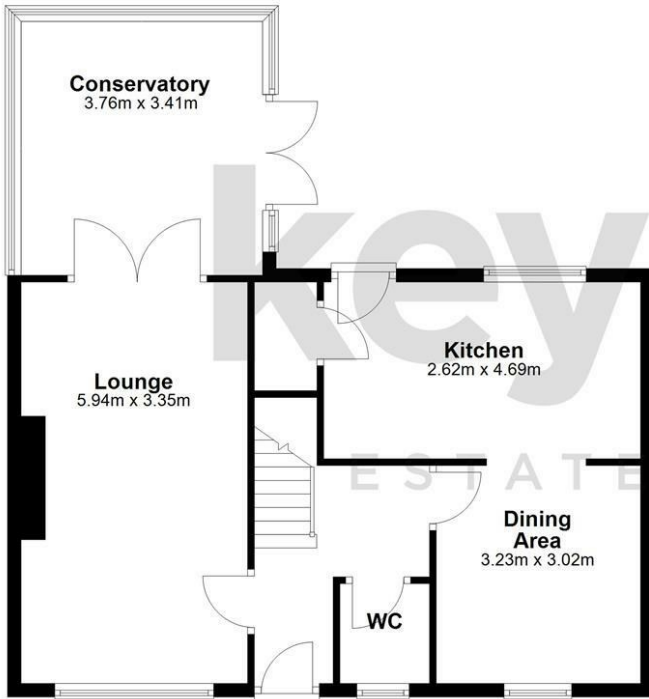 Conservatory
3.76m x 3.41m
key
Kitchen
2.62m x 4.69m
Lounge
5.94m x 3.35m
ESTATE
Dining
Area
3.23m x 3.02m
WC